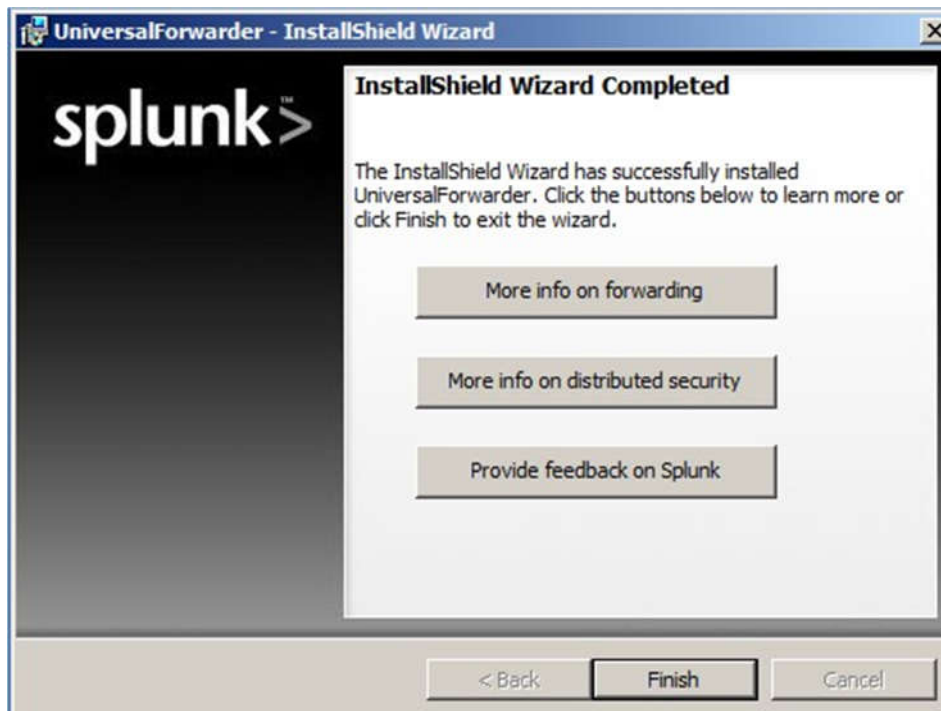 UniversalForwarder - InstallShield Wizard
splunk>™
InstallShield Wizard Completed
The InstallShield Wizard has successfully installed
UniversalForwarder. Click the buttons below to learn more or
click Finish to exit the wizard.
More info on forwarding
More info on distributed security
Provide feedback on Splunk
< Back
Finish
Cancel